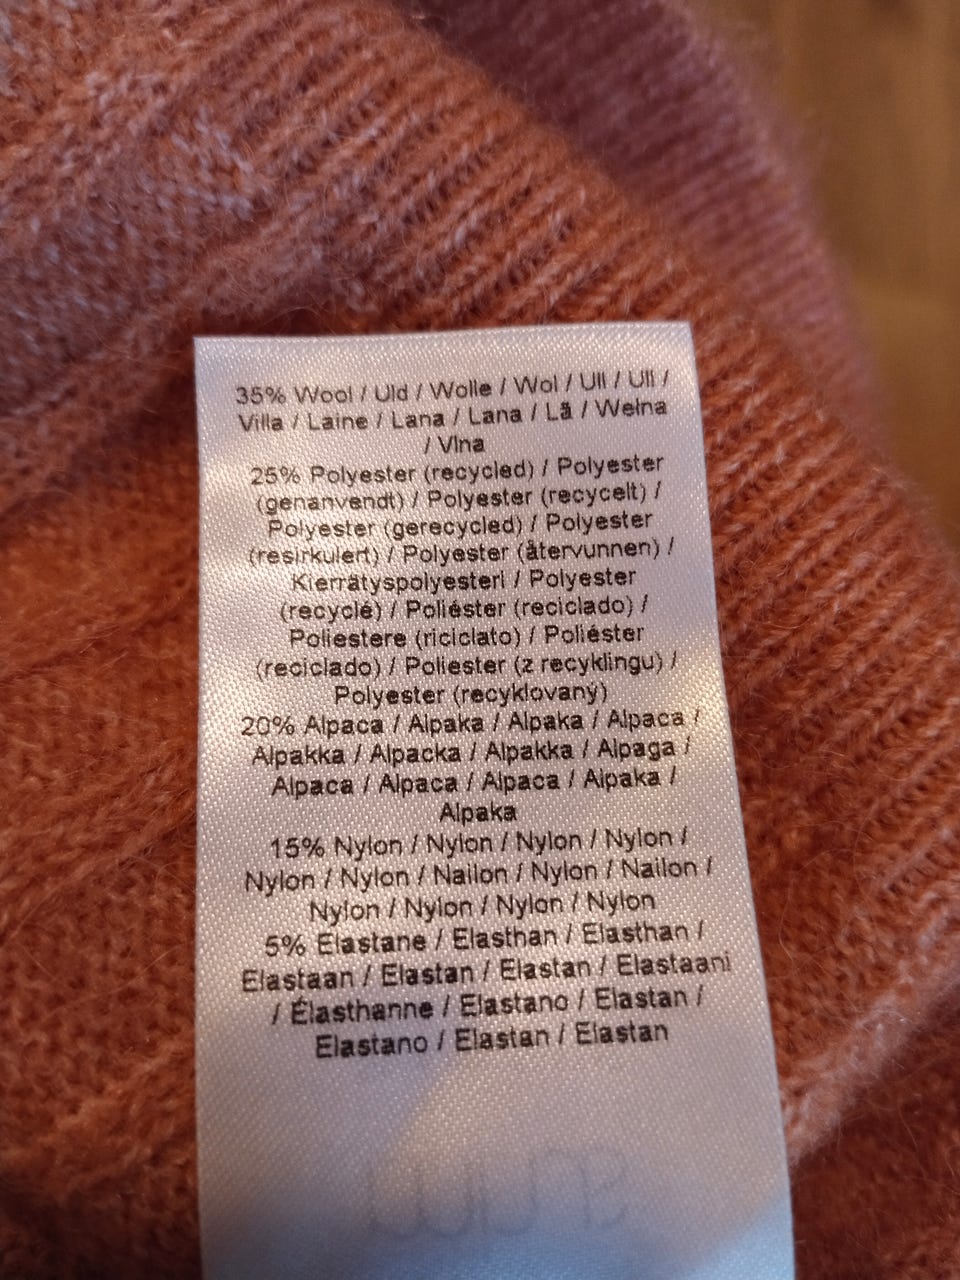 35% Wool / Uld / Wolle / Wol / Ull / Ull /
Villa / Laine / Lana / Lana / Lã / Wełna
/ Vlna
25% Polyester (recycled) / Polyester
(genanvendt) / Polyester (recycelt) /
Polyester (gerecycled) / Polyester
(resirkulert) / Polyester (återvunnen) /
Kierrätyspolyesteri / Polyester
(recyclé) / Poliéster (reciclado) /
Poliestere (riciclato) / Poliéster
(reciclado) / Poliester (z recyklingu) /
Polyester (recyklovaný)
20% Alpaca / Alpaka / Alpaka / Alpaca /
Alpakka / Alpacka / Alpakka / Alpaga /
Alpaca / Alpaca / Alpaca / Alpaka /
Alpaka
15% Nylon / Nylon / Nylon / Nylon /
Nylon / Nylon / Nailon / Nylon / Nailon /
Nylon / Nylon / Nylon / Nylon
5% Elastane / Elasthan / Elasthan /
Elastaan / Elastan / Elastan / Elastaani
/ Élasthanne / Elastano / Elastan /
Elastano / Elastan / Elastan